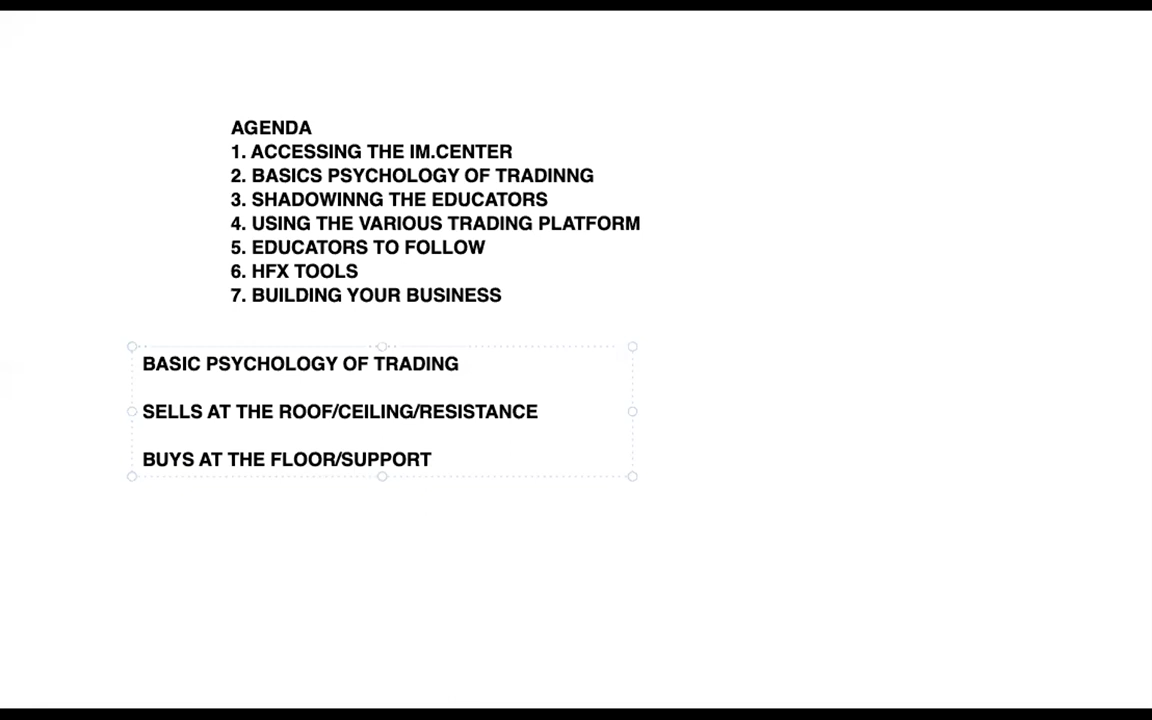 AGENDA
1. ACCESSING THE IM.CENTER
2. BASICS PSYCHOLOGY OF TRADINNG
3. SHADOWINNG THE EDUCATORS
4. USING THE VARIOUS TRADING PLATFORM
5. EDUCATORS TO FOLLOW
6. HFX TOOLS
7. BUILDING YOUR BUSINESS
BASIC PSYCHOLOGY OF TRADING
SELLS AT THE ROOF/CEILING/RESISTANCE
BUYS AT THE FLOOR/SUPPORT